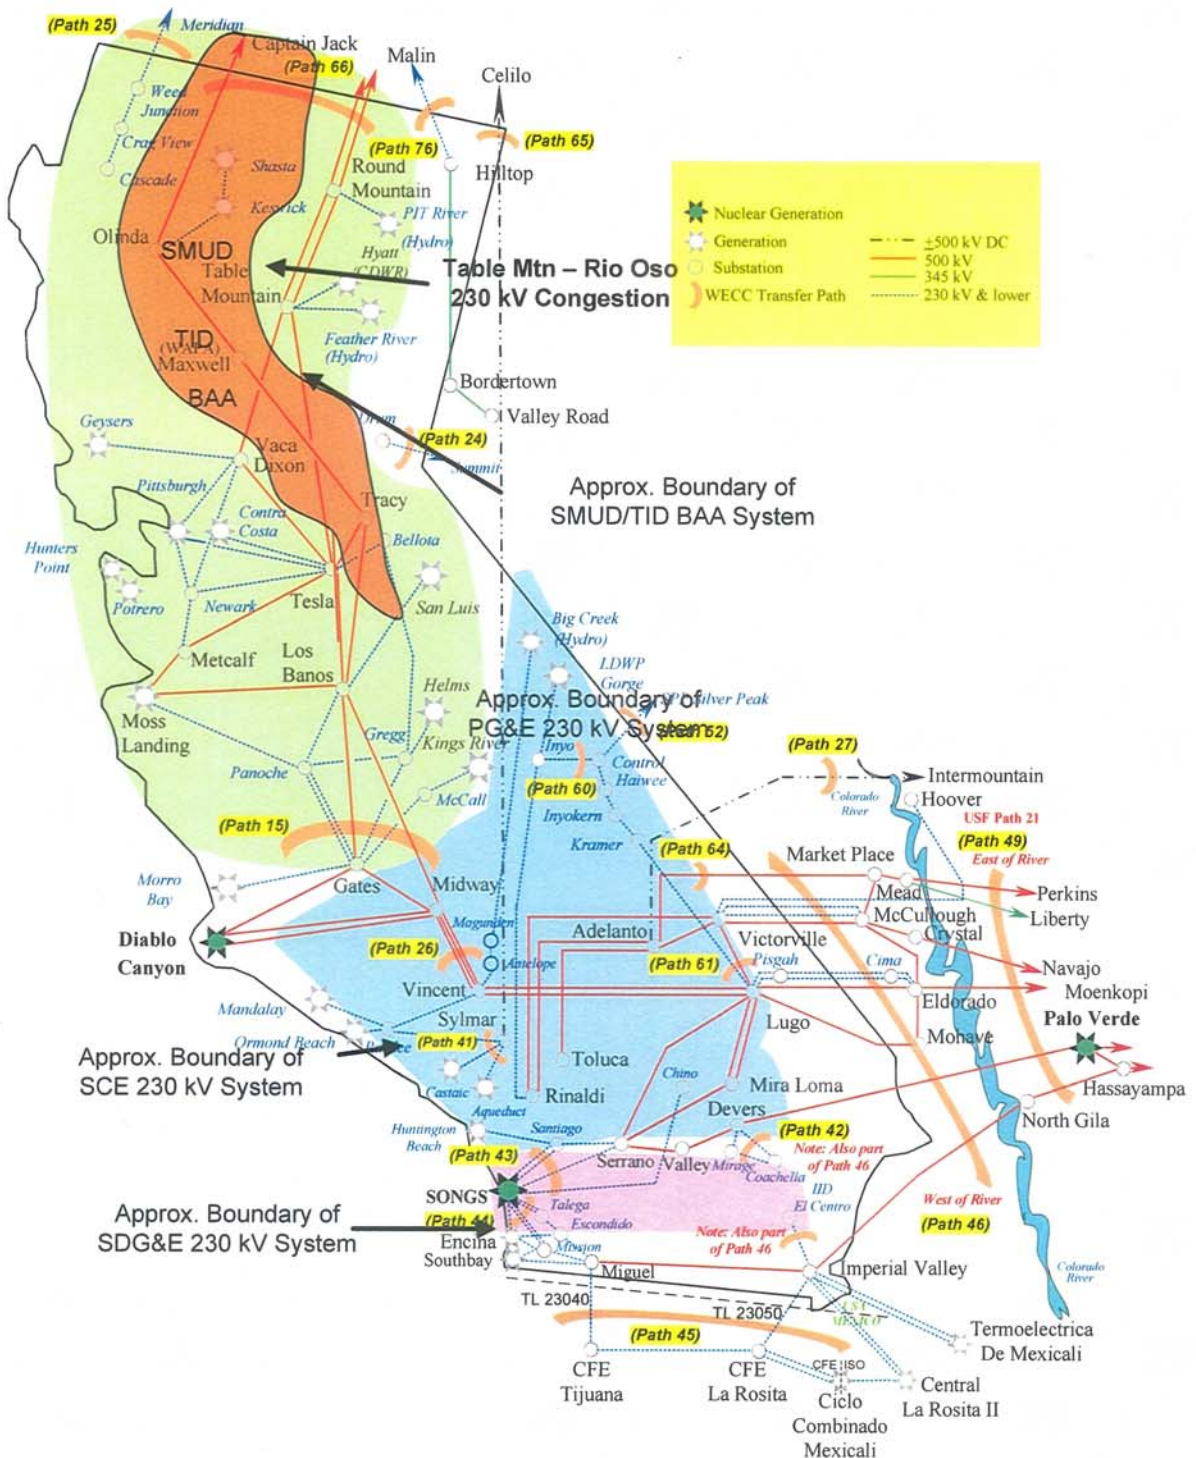 (Path 25)
Meridian
Captain Jack
(Path 66)
Malin
Celilo
Weed
Junction
(Path 76)
(Path 65)
Crag View
Cascade
Shasta
Round
Mountain
Hilltop
Keswick
PIT River
(Hydro)
Olinda
SMUD
Hyatt
(CDWR)
Table
Mountain
Table Mtn – Rio Oso
230 kV Congestion
Nuclear Generation
Generation
Substation
WECC Transfer Path
±500 kV DC
500 kV
345 kV
230 kV & lower
TID
(WAPA)
Maxwell
Feather River
(Hydro)
BAA
Bordertown
Valley Road
Geysers
Drum
(Path 24)
Summit
Vaca
Dixon
Pittsburgh
Tracy
Approx. Boundary of
SMUD/TID BAA System
Contra
Costa
Bellota
Hunters
Point
Potrero
Newark
Tesla
San Luis
Metcalf
Los
Banos
Big Creek
(Hydro)
LDWP
Gorge
Silver Peak
Approx. Boundary of
PG&E 230 kV System
Moss
Landing
Helms
Gregg
Kings River
Panoche
McCall
Inyo
Control
Haiwee
(Path 60)
Inyokern
Kramer
(Path 27)
Intermountain
Colorado
River
Hoover
USF Path 21
(Path 49)
East of River
(Path 15)
(Path 64)
Market Place
Morro
Bay
Gates
Midway
Mead
Perkins
McCullough
Liberty
Crystal
Diablo
Canyon
Magunden
(Path 26)
Antelope
Adelanto
(Path 61)
Victorville
Pisgah
Cima
Navajo
Moenkopi
Mandalay
Vincent
Sylmar
Lugo
Eldorado
Palo Verde
Mohave
Ormond Beach
(Path 41)
Approx. Boundary of
SCE 230 kV System
Toluca
Castaic
Chino
Mira Loma
Hassayampa
Aqueduct
Rinaldi
Devers
North Gila
Huntington
Beach
Santiago
(Path 42)
(Path 43)
Serrano
Valley
Mirage
Coachelia
Note: Also part
of Path 46
SONGS
Talega
IID
El Centro
West of River
(Path 46)
(Path 44)
Escondido
Approx. Boundary of
SDG&E 230 kV System
Note: Also part
of Path 46
Encina
Southbay
Mission
Miguel
Imperial Valley
Colorado
River
TL 23040
TL 23050
USA
MEXICO
(Path 45)
Termoelectrica
De Mexicali
CFE
Tijuana
CFE
La Rosita
CFE
ISO
Ciclo
Combinado
Mexicali
Central
La Rosita II